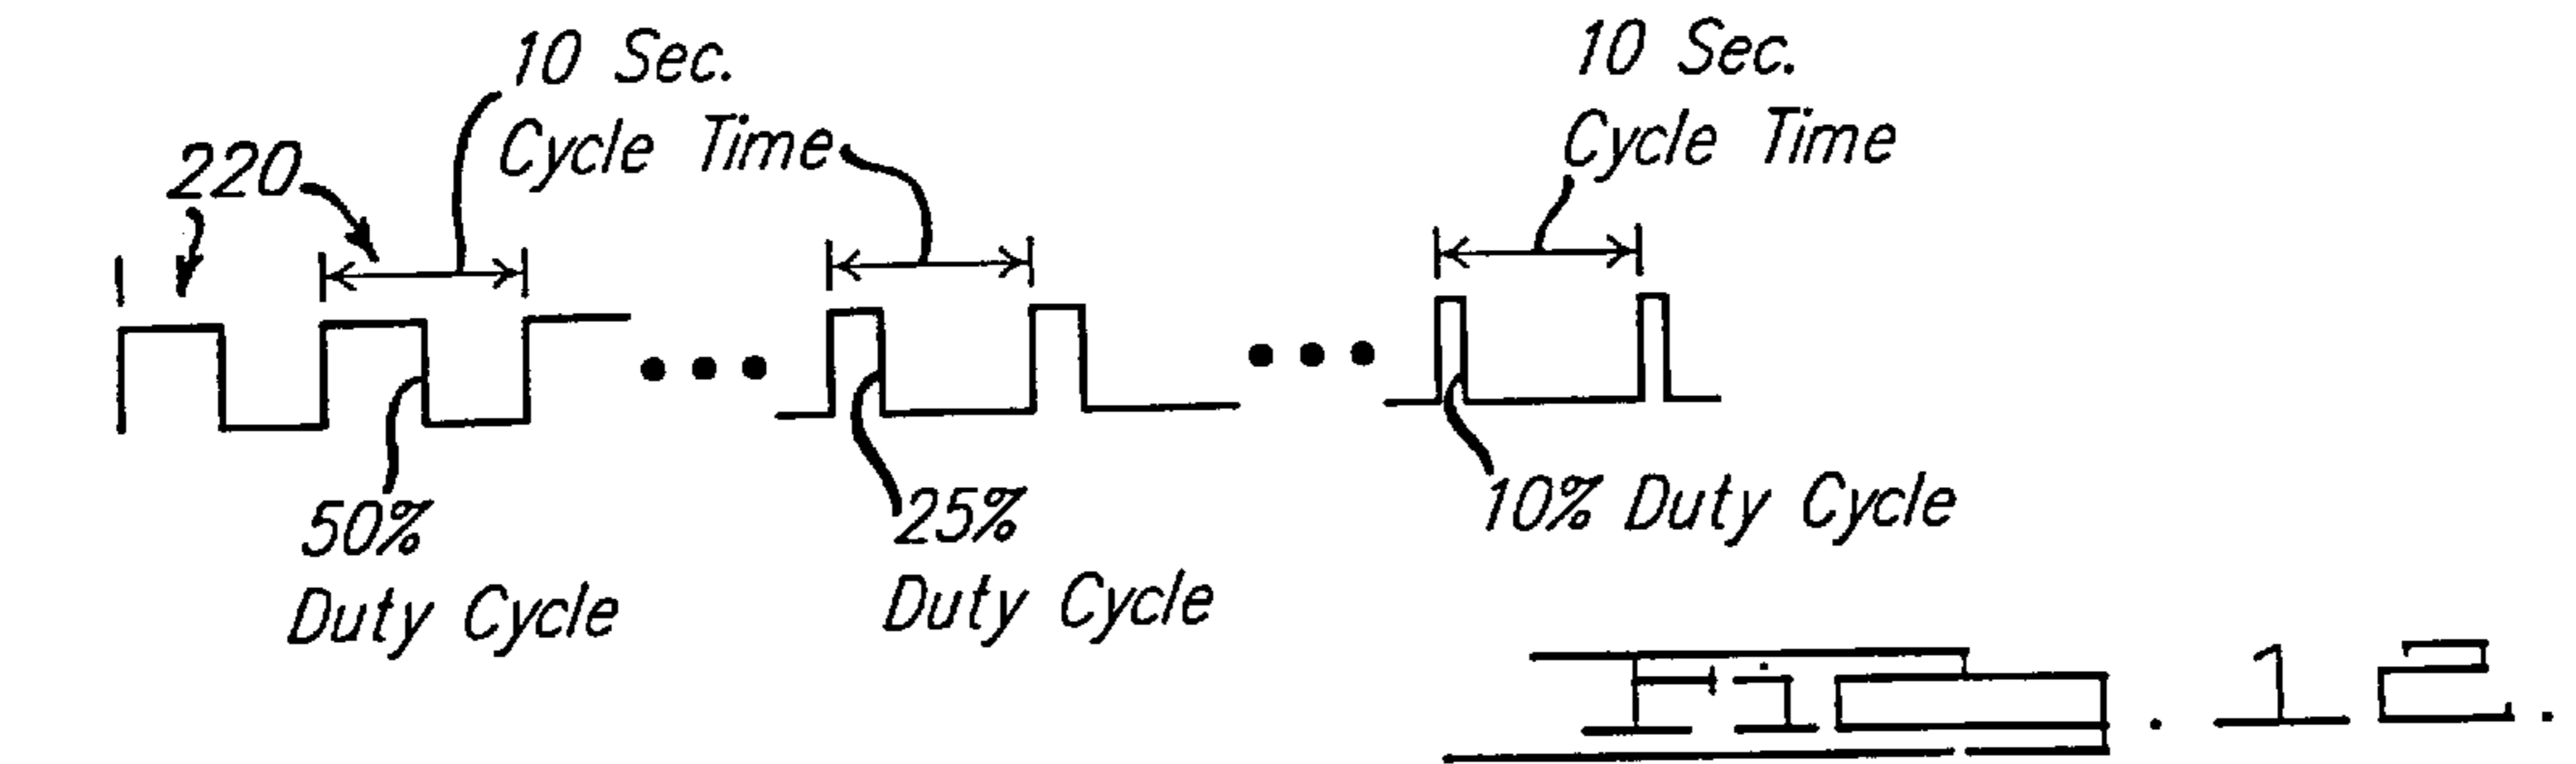 10 Sec.
Cycle Time
10 Sec.
Cycle Time
220
50%
Duty Cycle
25%
Duty Cycle
10% Duty Cycle
Fig. 12.